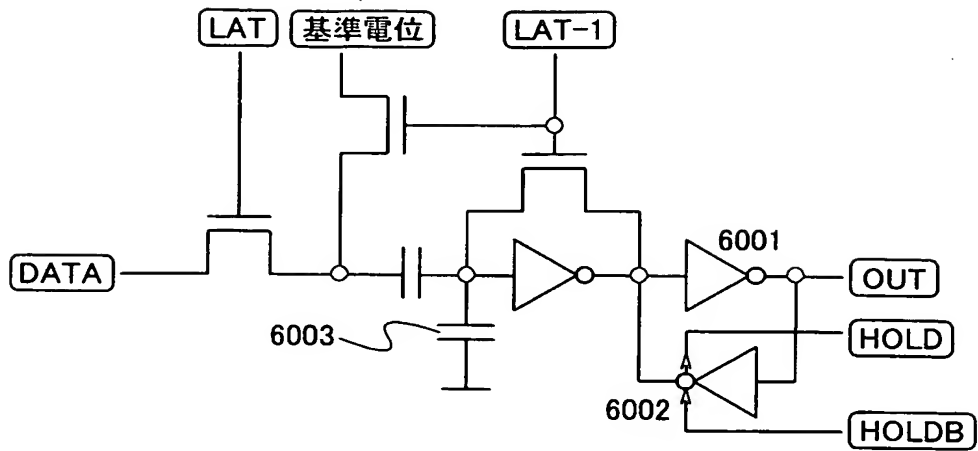 LAT
基準電位
LAT-1
6001
DATA
OUT
6003
HOLD
6002
HOLDB